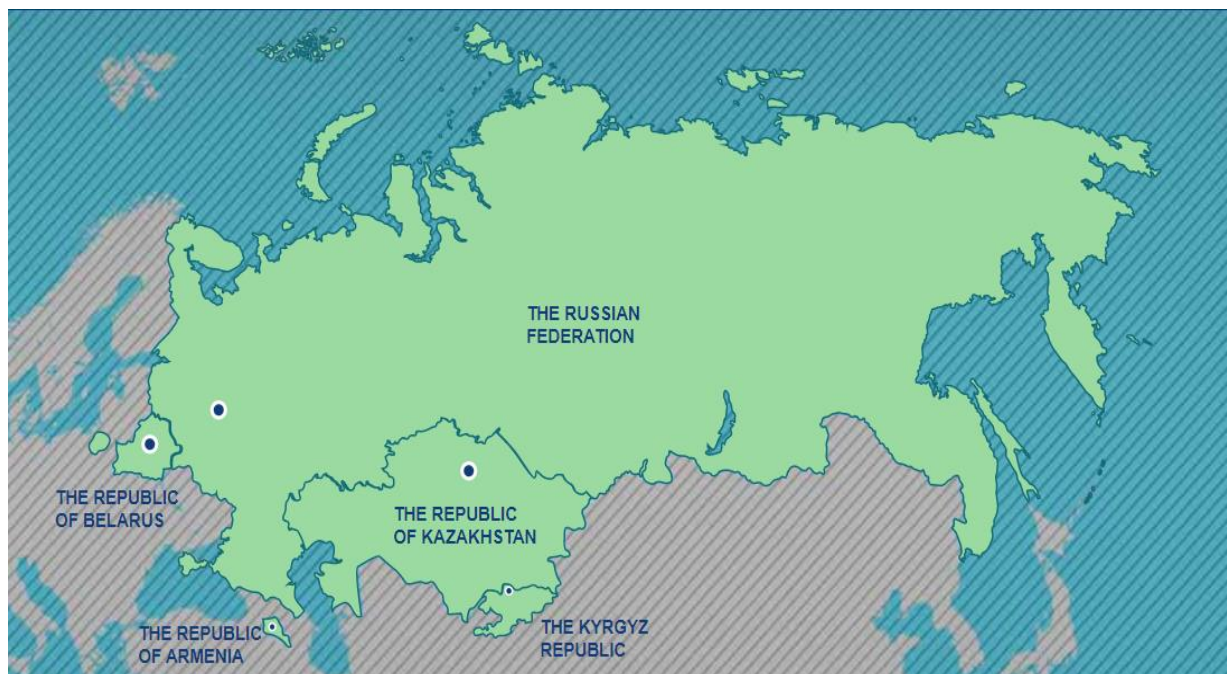 THE RUSSIAN
FEDERATION
THE REPUBLIC
OF BELARUS
THE REPUBLIC
OF KAZAKHSTAN
THE REPUBLIC
OF ARMENIA
THE KYRGYZ
REPUBLIC